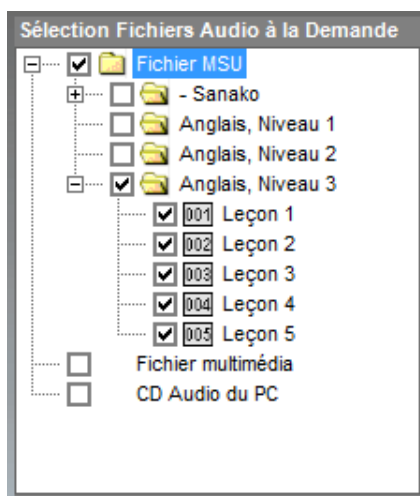 Sélection Fichiers Audio à la Demande
Fichier MSU
- Sanako
Anglais, Niveau 1
Anglais, Niveau 2
Anglais, Niveau 3
001 Leçon 1
002 Leçon 2
003 Leçon 3
004 Leçon 4
005 Leçon 5
Fichier multimédia
CD Audio du PC